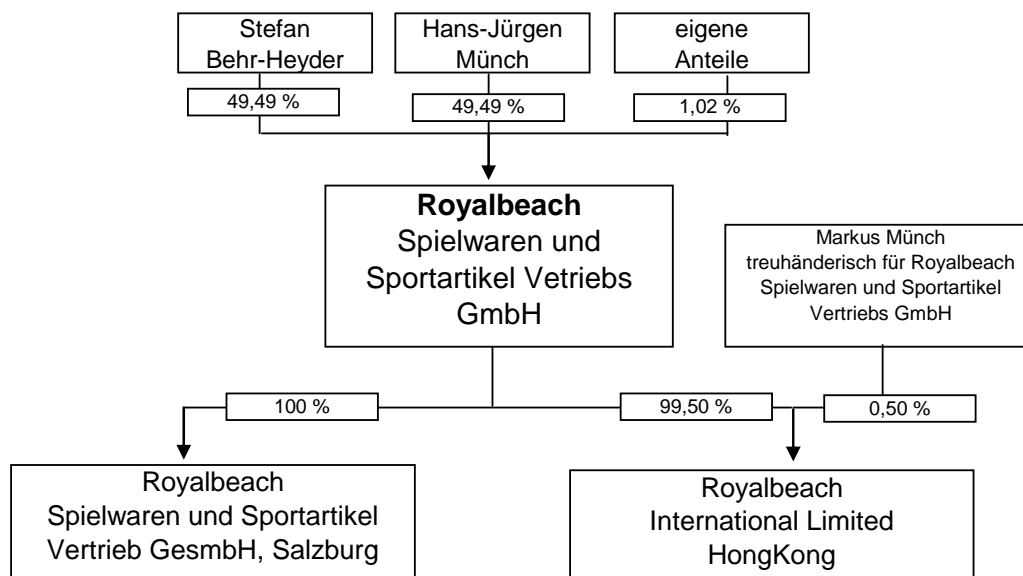 Stefan
Behr-Heyder
Hans-Jürgen
Münch
eigene
Anteile
49,49 %
49,49 %
1,02 %
Royalbeach
Spielwaren und
Sportartikel Vetriebs
GmbH
Markus Münch
treuhänderisch für Royalbeach
Spielwaren und Sportartikel
Vertriebs GmbH
100 %
99,50 %
0,50 %
Royalbeach
Spielwaren und Sportartikel
Vertrieb GesmbH, Salzburg
Royalbeach
International Limited
HongKong